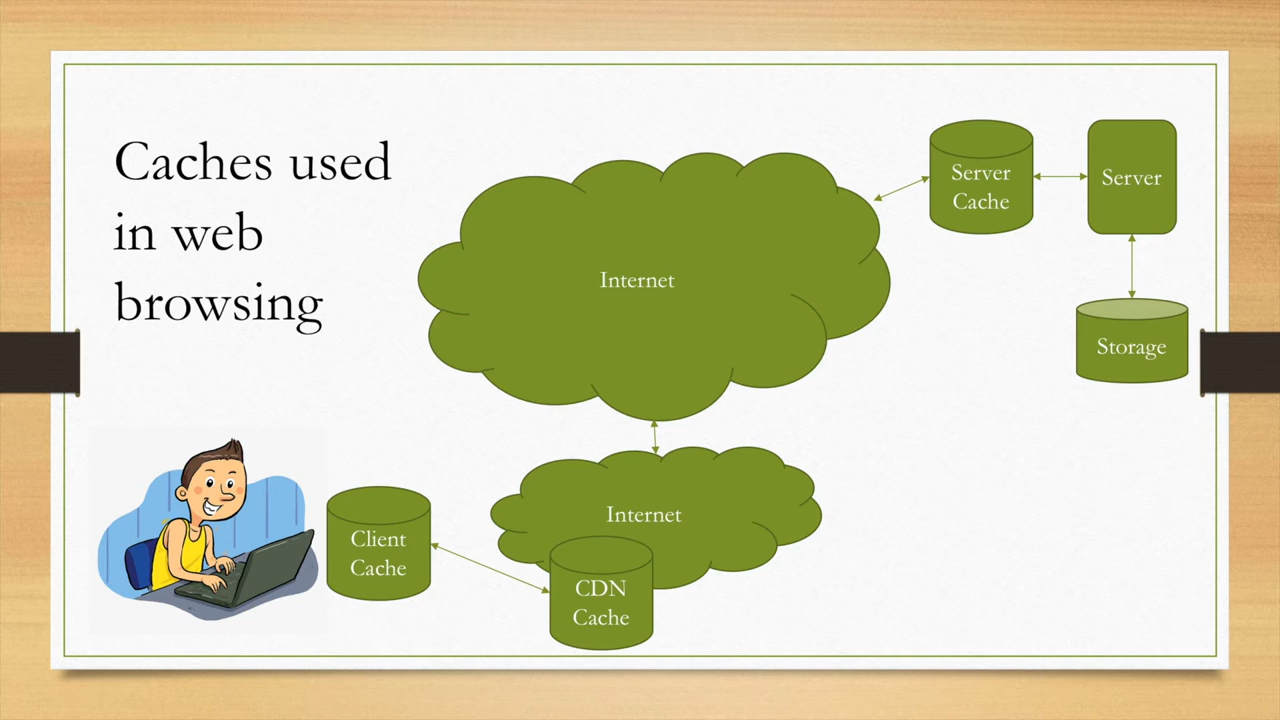 Caches used
in web
browsing
Internet
Server
Cache
Server
Storage
Internet
Client
Cache
CDN
Cache